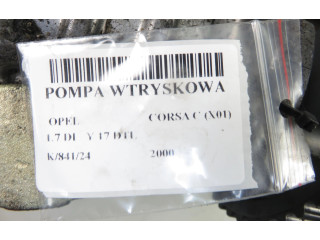 POMPA WTRYSKOWA
OPEL CORSA C (X01)
1.7 DI Y 17 DTL
K/841/24 2000